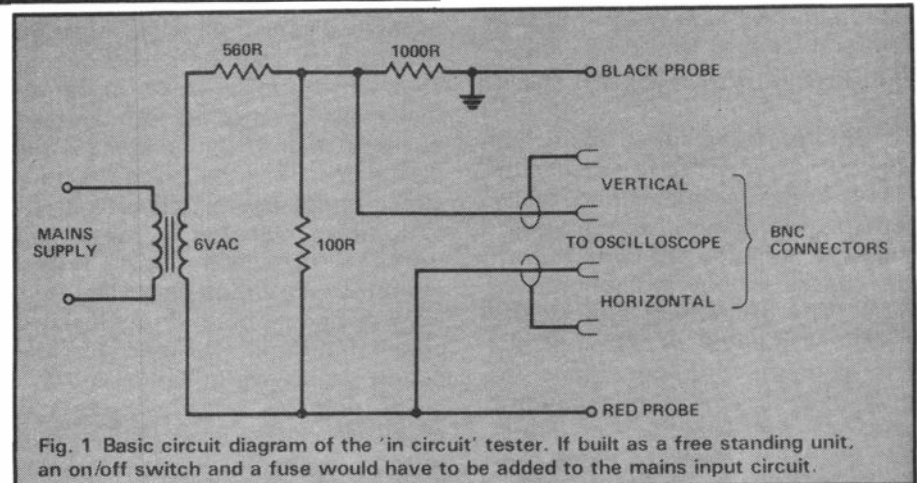 560R
1000R
BLACK PROBE
VERTICAL
MAINS
SUPPLY
6VAC
100R
TO OSCILLOSCOPE
BNC
CONNECTORS
HORIZONTAL
RED PROBE
Fig. 1 Basic circuit diagram of the 'in circuit' tester. If built as a free standing unit,
an on/off switch and a fuse would have to be added to the mains input circuit.